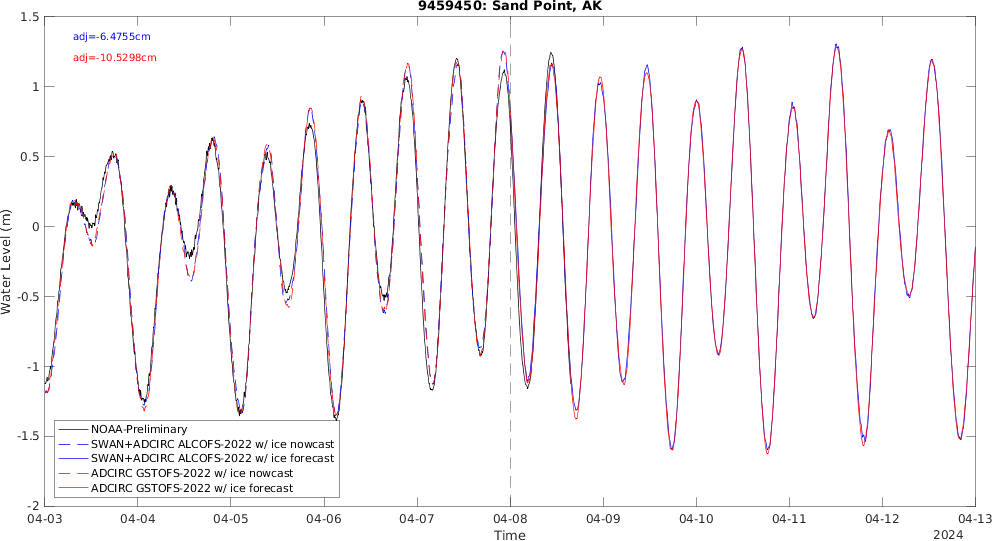 9459450: Sand Point, AK
adj=-6.4755cm
adj=-10.5298cm
1.5
1
0.5
0
-0.5
-1
-1.5
-2
Water Level (m)
NOAA-Preliminary
SWAN+ADCIRC ALCOFS-2022 w/ ice nowcast
SWAN+ADCIRC ALCOFS-2022 w/ ice forecast
ADCIRC GSTOFS-2022 w/ ice nowcast
ADCIRC GSTOFS-2022 w/ ice forecast
04-03 04-04 04-05 04-06 04-07 04-08 04-09 04-10 04-11 04-12 04-13
Time
2024